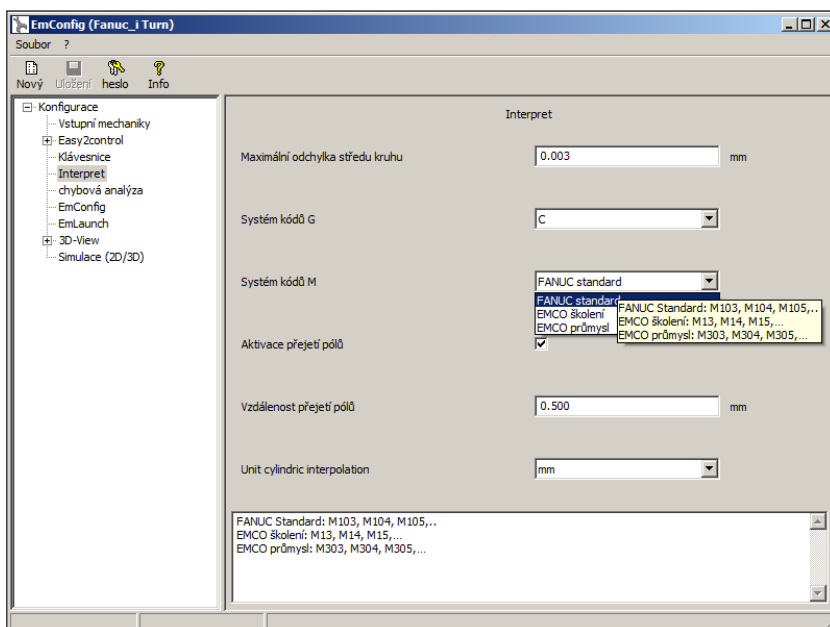 EmConfig (Fanuc_i Turn)
Soubor ?
Nový Uložení heslo Info
Konfigurace
Vstupní mechaniky
Easy2control
Klávesnice
Interpret
chybová analýza
EmConfig
EmLaunch
3D-View
Simulace (2D/3D)
Interpret
Maximální odchylka středu kruhu 0.003 mm
Systém kódů G C
Systém kódů M FANUC standard
FANUC standard
EMCO školení
EMCO průmysl
FANUC Standard: M103, M104, M105,..
EMCO školení: M13, M14, M15,...
EMCO průmysl: M303, M304, M305,...
Aktivace přejetí pólů
Vzdálenost přejetí pólů 0.500 mm
Unit cylindric interpolation mm
FANUC Standard: M103, M104, M105,..
EMCO školení: M13, M14, M15,...
EMCO průmysl: M303, M304, M305,...